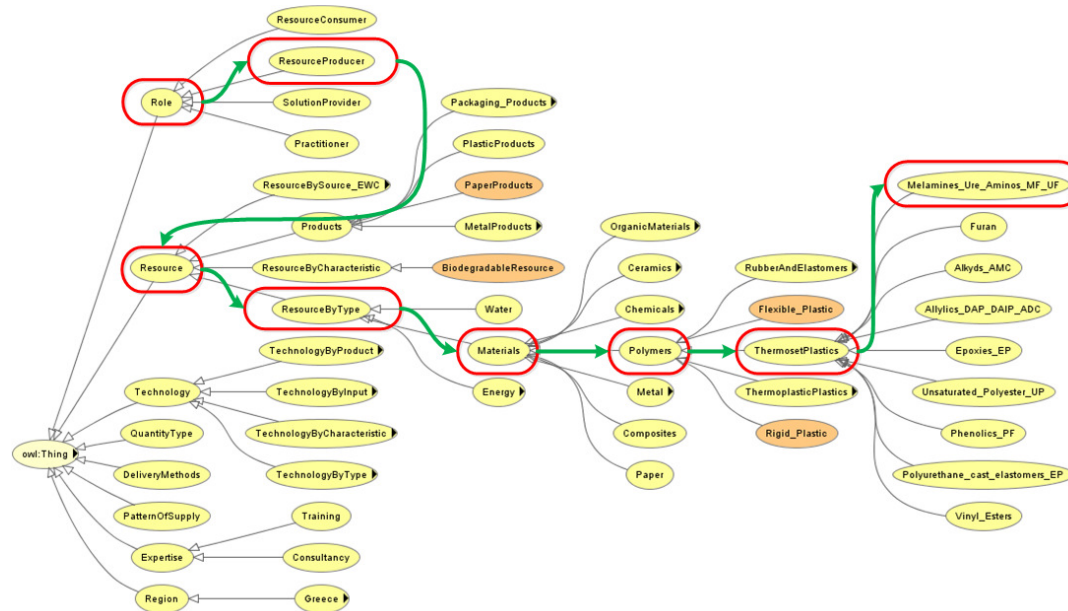 ResourceConsumer
ResourceProducer
Role
SolutionProvider
Packaging_Products
Practitioner
PlasticProducts
ResourceBySource_EWC
PaperProducts
Melamines_Ure_Aminos_MF_UF
Products
MetalProducts
OrganicMaterials
Furan
Resource
ResourceByCharacteristic
BiodegradableResource
Ceramics
RubberAndElastomers
Alkyds_AMC
ResourceByType
Water
Chemicals
Flexible_Plastic
Allylics_DAP_DAIP_ADC
TechnologyByProduct
Materials
Polymers
ThermosetPlastics
Epoxies_EP
Technology
TechnologyByInput
Energy
Metal
ThermoplasticPlastics
Unsaturated_Polyester_UP
QuantityType
TechnologyByCharacteristic
Composites
Rigid_Plastic
Phenolics_PF
owl:Thing
DeliveryMethods
TechnologyByType
Paper
Polyurethane_cast_elastomers_EP
PatternOfSupply
Training
Vinyl_Esters
Expertise
Consultancy
Region
Greece